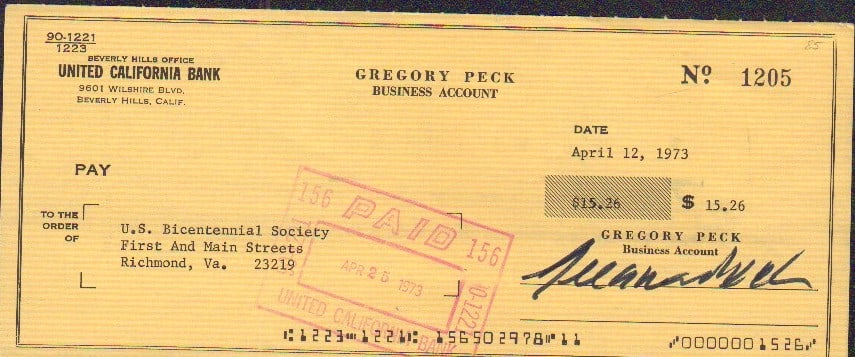 90-1221
1223
BEVERLY HILLS OFFICE
UNITED CALIFORNIA BANK
9601 WILSHIRE BLVD.
BEVERLY HILLS, CALIF.
GREGORY PECK
BUSINESS ACCOUNT
Nº 1205
85
DATE
April 12, 1973
PAY
$15.26
$ 15.26
TO THE
ORDER
OF
U.S. Bicentennial Society
First And Main Streets
Richmond, Va. 23219
GREGORY PECK
Business Account
156 PAID 156
APR 25 1973
UNITED CALIFORNIA BANK
⑆1223⑉1221⑆ 156502978⑈11
⑈0000001526⑈